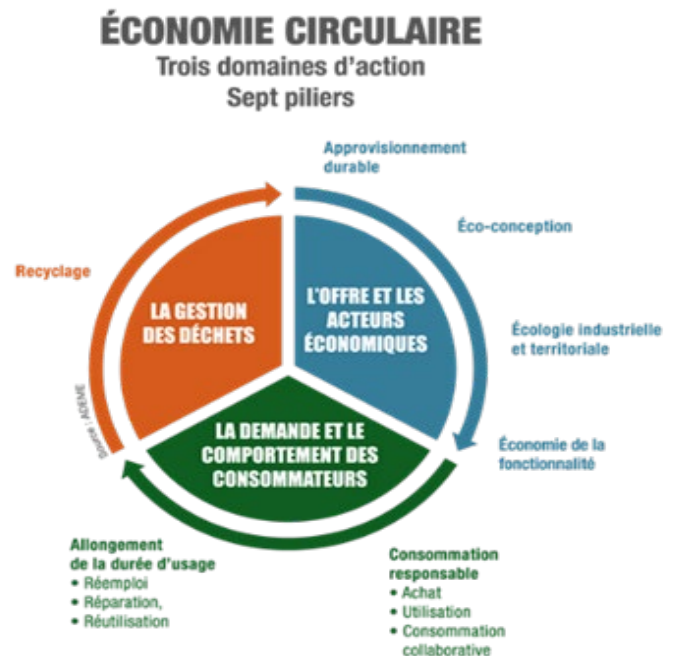 ÉCONOMIE CIRCULAIRE
Trois domaines d'action
Sept piliers
Approvisionnement
durable
Éco-conception
Recyclage
LA GESTION
DES DÉCHETS
L'OFFRE ET LES
ACTEURS
ÉCONOMIQUES
Écologie industrielle
et territoriale
Source : ADEME
LA DEMANDE ET LE
COMPORTEMENT DES
CONSOMMATEURS
Économie de la
fonctionnalité
Allongement
de la durée d'usage
• Réemploi
• Réparation,
• Réutilisation
Consommation
responsable
• Achat
• Utilisation
• Consommation
collaborative